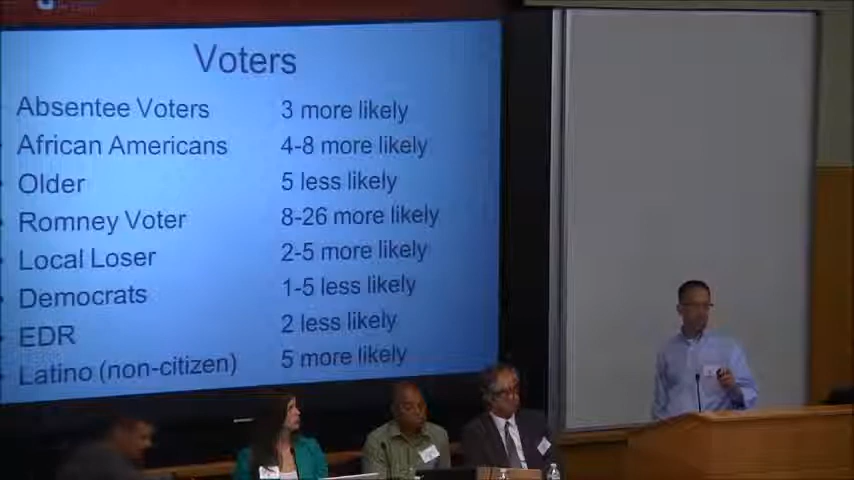 Voters
Absentee Voters 3 more likely
African Americans 4-8 more likely
Older 5 less likely
Romney Voter 8-26 more likely
Local Loser 2-5 more likely
Democrats 1-5 less likely
EDR 2 less likely
Latino (non-citizen) 5 more likely